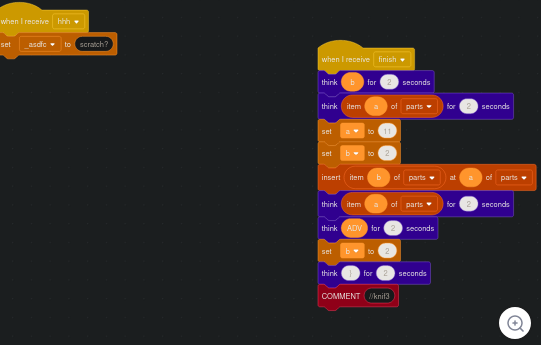 when I receive hhh
set _asdfc to scratch?
when I receive finish
think b for 2 seconds
think item a of parts for 2 seconds
set a to 11
set b to 2
insert item b of parts at a of parts
think item a of parts for 2 seconds
think ADV for 2 seconds
set b to 2
think for 2 seconds
COMMENT //knif3